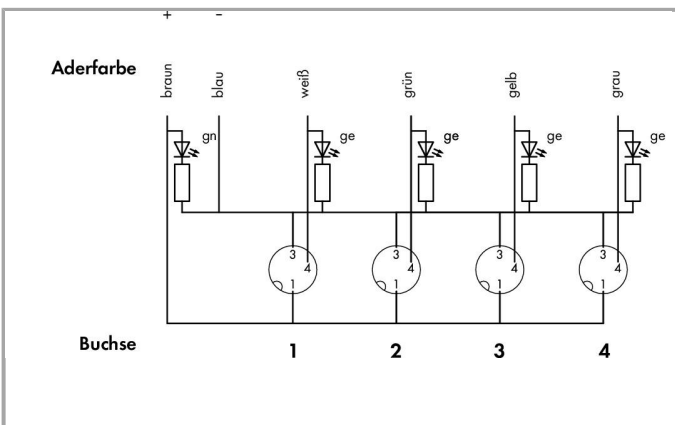 + –
Aderfarbe braun blau weiß grün gelb grau
gn ge ge ge ge
3 3 3 3
4 4 4 4
1 1 1 1
Buchse 1 2 3 4